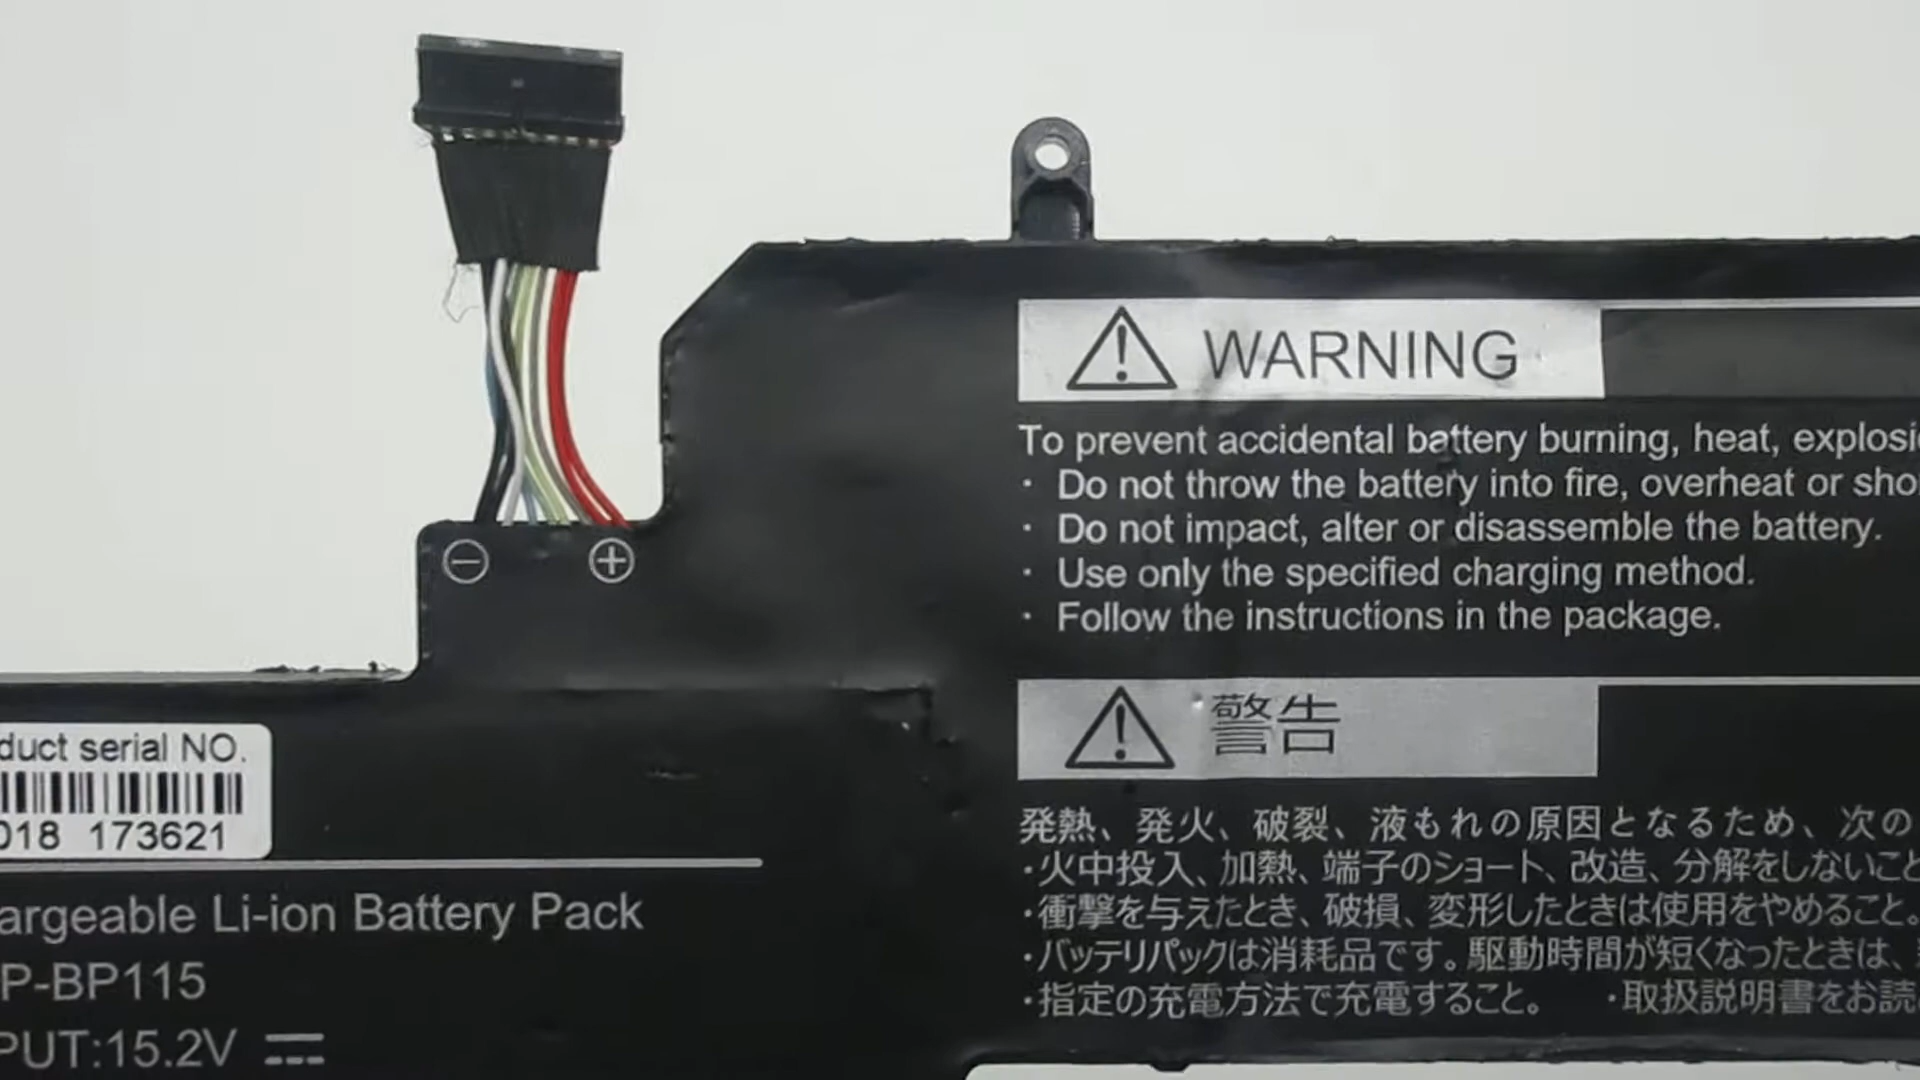 WARNING
To prevent accidental battery burning, heat, explosi
· Do not throw the battery into fire, overheat or sho
· Do not impact, alter or disassemble the battery.
· Use only the specified charging method.
· Follow the instructions in the package.
警告
発熱、発火、破裂、液もれの原因となるため、次の
・火中投入、加熱、端子のショート、改造、分解をしないこと
・衝撃を与えたとき、破損、変形したときは使用をやめること。
・バッテリパックは消耗品です。駆動時間が短くなったときは、
・指定の充電方法で充電すること。 ・取扱説明書をお読
duct serial NO.
018 173621
argeable Li-ion Battery Pack
P-BP115
PUT:15.2V